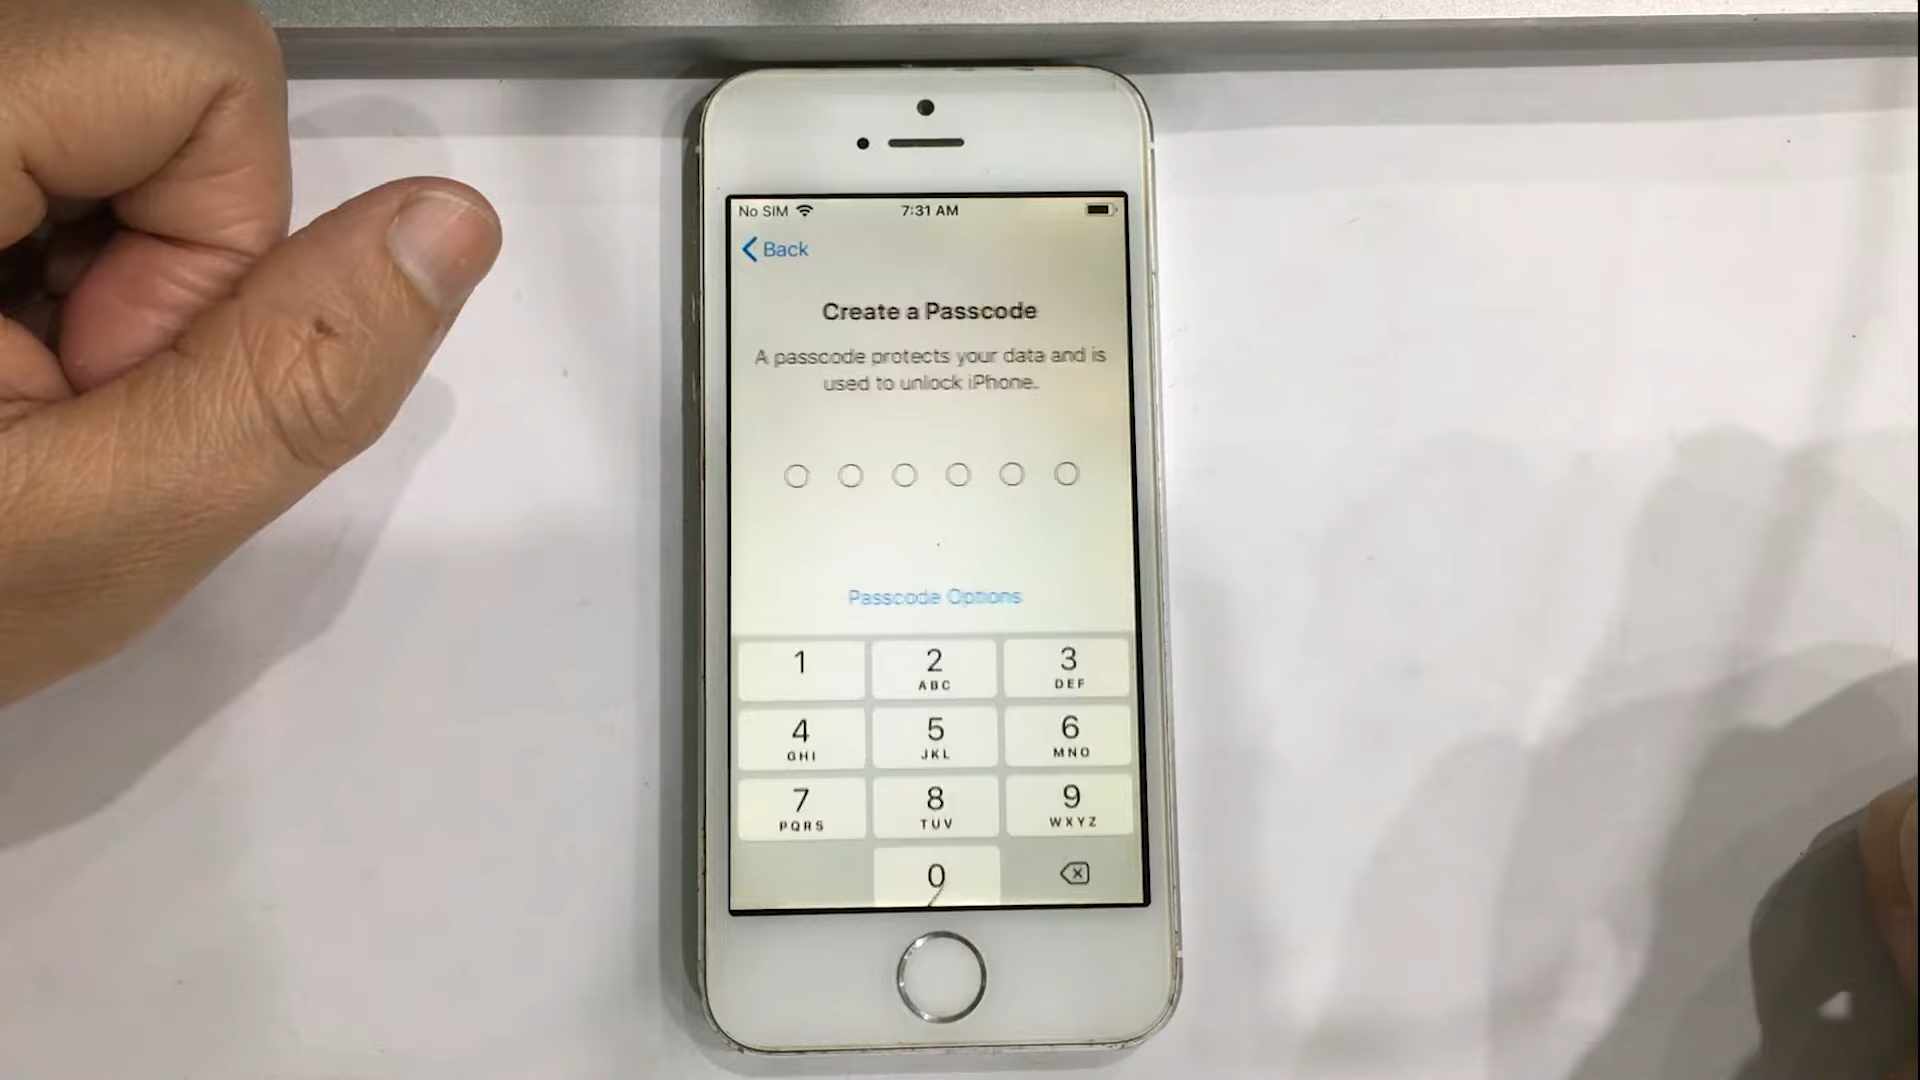 No SIM 7:31 AM
Back
Create a Passcode
A passcode protects your data and is
used to unlock iPhone.
Passcode Options
1 2 3
ABC DEF
4 5 6
GHI JKL MNO
7 8 9
PQRS TUV WXYZ
0